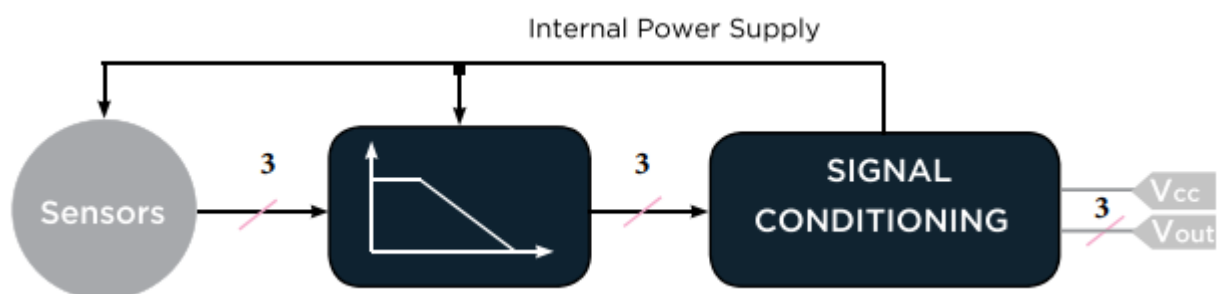 Internal Power Supply
3
3
SIGNAL
CONDITIONING
Sensors
Vcc
3
Vout